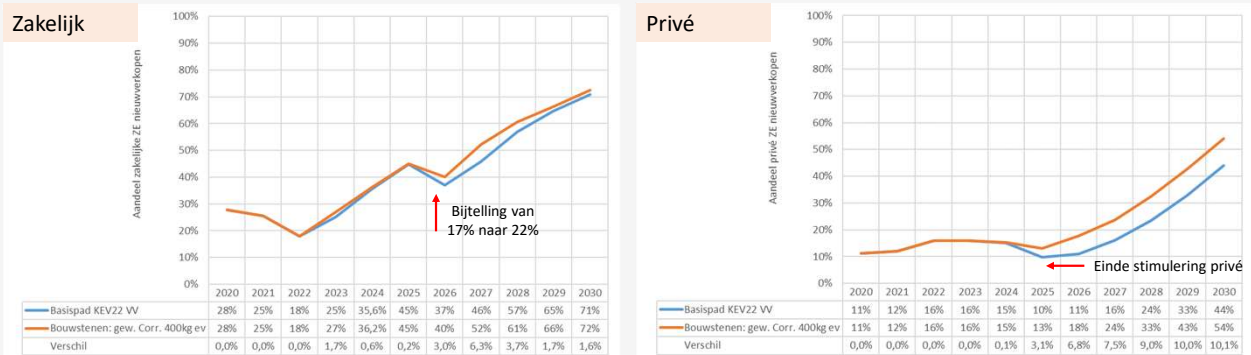 Zakelijk
Aandeel zakelijke ZE nieuwverkopen
100%
90%
80%
70%
60%
50%
40%
30%
20%
10%
0%
Bijtelling van
17% naar 22%
2020 2021 2022 2023 2024 2025 2026 2027 2028 2029 2030
Basispad KEV22 VV 28% 25% 18% 25% 35,6% 45% 37% 46% 57% 65% 71%
Bouwstenen: gew. Corr. 400kg ev 28% 25% 18% 27% 36,2% 45% 40% 52% 61% 66% 72%
Verschil 0,0% 0,0% 0,0% 1,7% 0,6% 0,2% 3,0% 6,3% 3,7% 1,7% 1,6%
Privé
Aandeel privé ZE nieuwverkopen
100%
90%
80%
70%
60%
50%
40%
30%
20%
10%
0%
Einde stimulering privé
2020 2021 2022 2023 2024 2025 2026 2027 2028 2029 2030
Basispad KEV22 VV 11% 12% 16% 16% 15% 10% 11% 16% 24% 33% 44%
Bouwstenen: gew. Corr. 400kg ev 11% 12% 16% 16% 15% 13% 18% 24% 33% 43% 54%
Verschil 0,0% 0,0% 0,0% 0,0% 0,1% 3,1% 6,8% 7,5% 9,0% 10,0% 10,1%